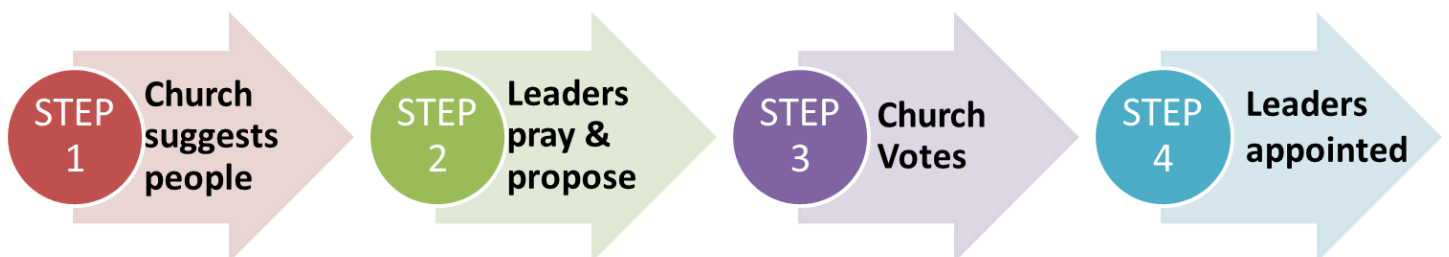 STEP
1
Church
suggests
people
STEP
2
Leaders
pray &
propose
STEP
3
Church
Votes
STEP
4
Leaders
appointed